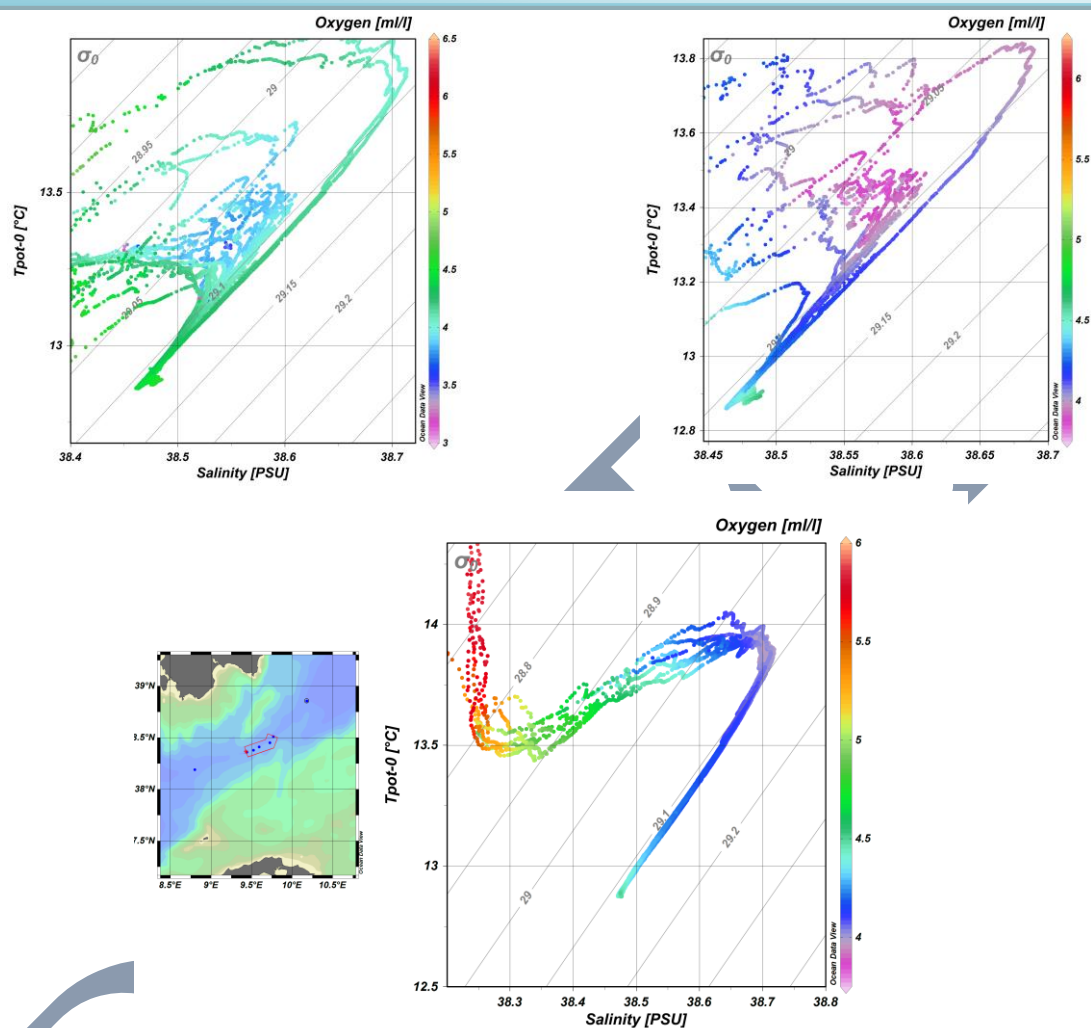 Oxygen [ml/l]
σ0
29
28.95
29.05
29.1
29.15
29.2
13.5
13
Tpot-0 [°C]
38.4
38.5
38.6
38.7
Salinity [PSU]
6.5
6
5.5
5
4.5
4
3.5
3
Ocean Data View
Oxygen [ml/l]
σ0
29.05
29
29.15
29.2
13.8
13.6
13.4
13.2
13
12.8
Tpot-0 [°C]
38.45
38.5
38.55
38.6
38.65
38.7
Salinity [PSU]
6
5.5
5
4.5
4
Ocean Data View
39°N
8.5°N
38°N
7.5°N
8.5°E
9°E
9.5°E
10°E
10.5°E
Ocean Data View
Oxygen [ml/l]
σ0
28.9
28.8
29.1
29.2
29
14
13.5
13
12.5
Tpot-0 [°C]
38.3
38.4
38.5
38.6
38.7
38.8
Salinity [PSU]
6
5.5
5
4.5
4
Ocean Data View